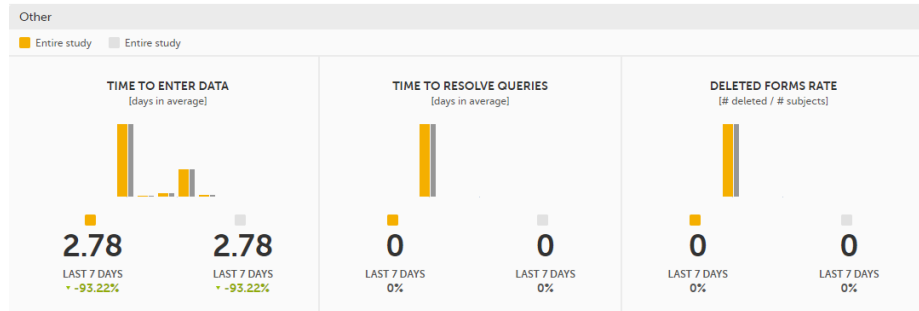 Other
Entire study Entire study
TIME TO ENTER DATA
[days in average]
2.78 2.78
LAST 7 DAYS LAST 7 DAYS
▼ -93.22% ▼ -93.22%
TIME TO RESOLVE QUERIES
[days in average]
0 0
LAST 7 DAYS LAST 7 DAYS
0% 0%
DELETED FORMS RATE
[# deleted / # subjects]
0 0
LAST 7 DAYS LAST 7 DAYS
0% 0%